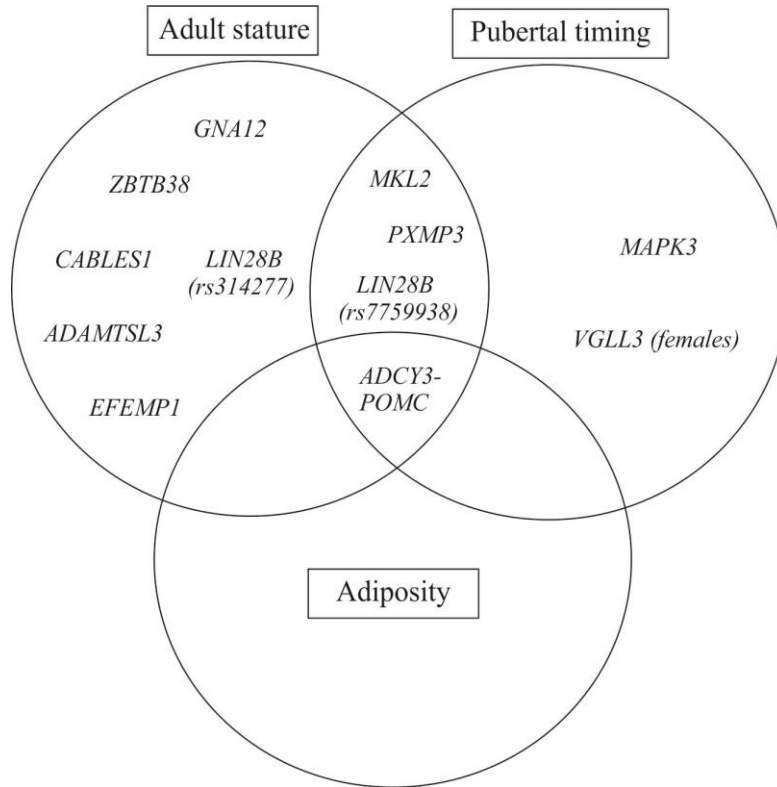 Adult stature
Pubertal timing
GNA12
ZBTB38
MKL2
PXMP3
CABLES1
LIN28B
(rs314277)
MAPK3
LIN28B
(rs7759938)
ADAMTSL3
VGLL3 (females)
ADCY3-
POMC
EFEMP1
Adiposity